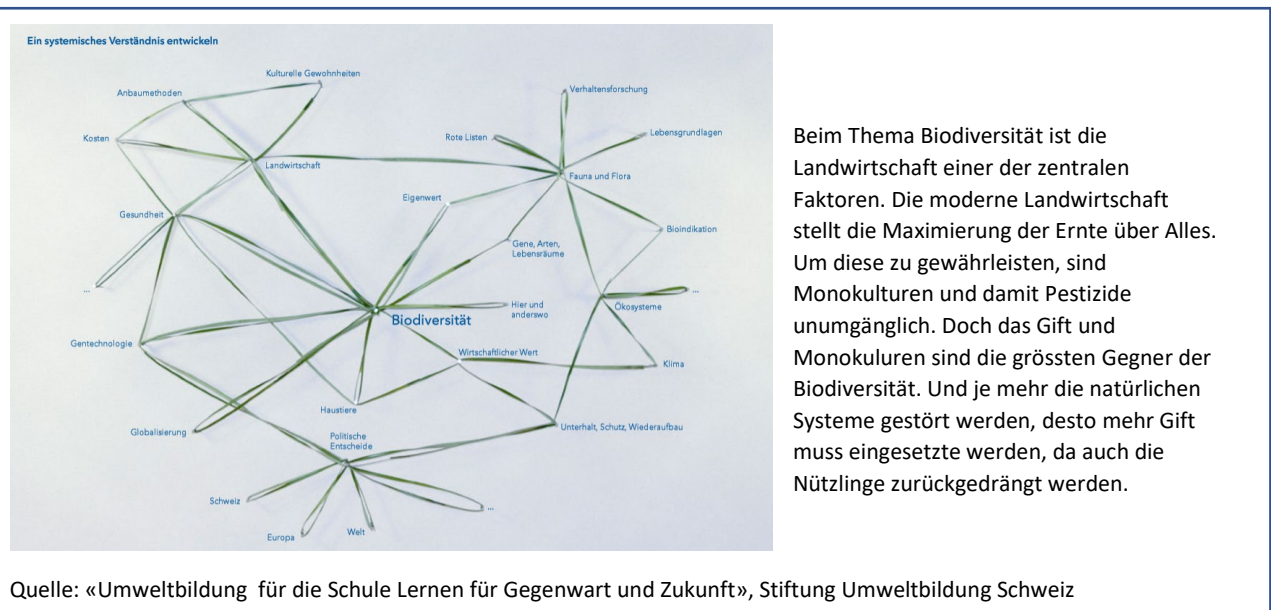 Ein systemisches Verständnis entwickeln
Kulturelle Gewohnheiten
Anbaumethoden
Verhaltensforschung
Kosten
Rote Listen
Lebensgrundlagen
Landwirtschaft
Fauna und Flora
Eigenwert
Gesundheit
Bioindikation
Gene, Arten,
Lebensräume
...
...
Hier und
anderswo
Ökosysteme
Biodiversität
Gentechnologie
Wirtschaftlicher Wert
Klima
Haustiere
Globalisierung
Unterhalt, Schutz, Wiederaufbau
Politische
Entscheide
Schweiz
...
Europa
Welt
Beim Thema Biodiversität ist die
Landwirtschaft einer der zentralen
Faktoren. Die moderne Landwirtschaft
stellt die Maximierung der Ernte über Alles.
Um diese zu gewährleisten, sind
Monokulturen und damit Pestizide
unumgänglich. Doch das Gift und
Monokuluren sind die grössten Gegner der
Biodiversität. Und je mehr die natürlichen
Systeme gestört werden, desto mehr Gift
muss eingesetzte werden, da auch die
Nützlinge zurückgedrängt werden.
Quelle: «Umweltbildung für die Schule Lernen für Gegenwart und Zukunft», Stiftung Umweltbildung Schweiz